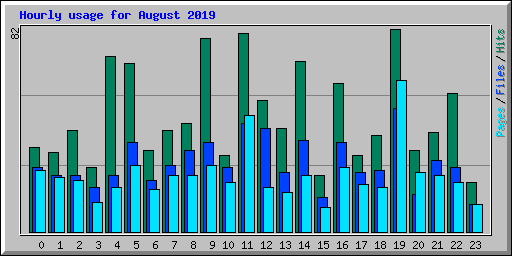 Hourly usage for August 2019
82
Pages / Files / Hits
0 1 2 3 4 5 6 7 8 9 10 11 12 13 14 15 16 17 18 19 20 21 22 23